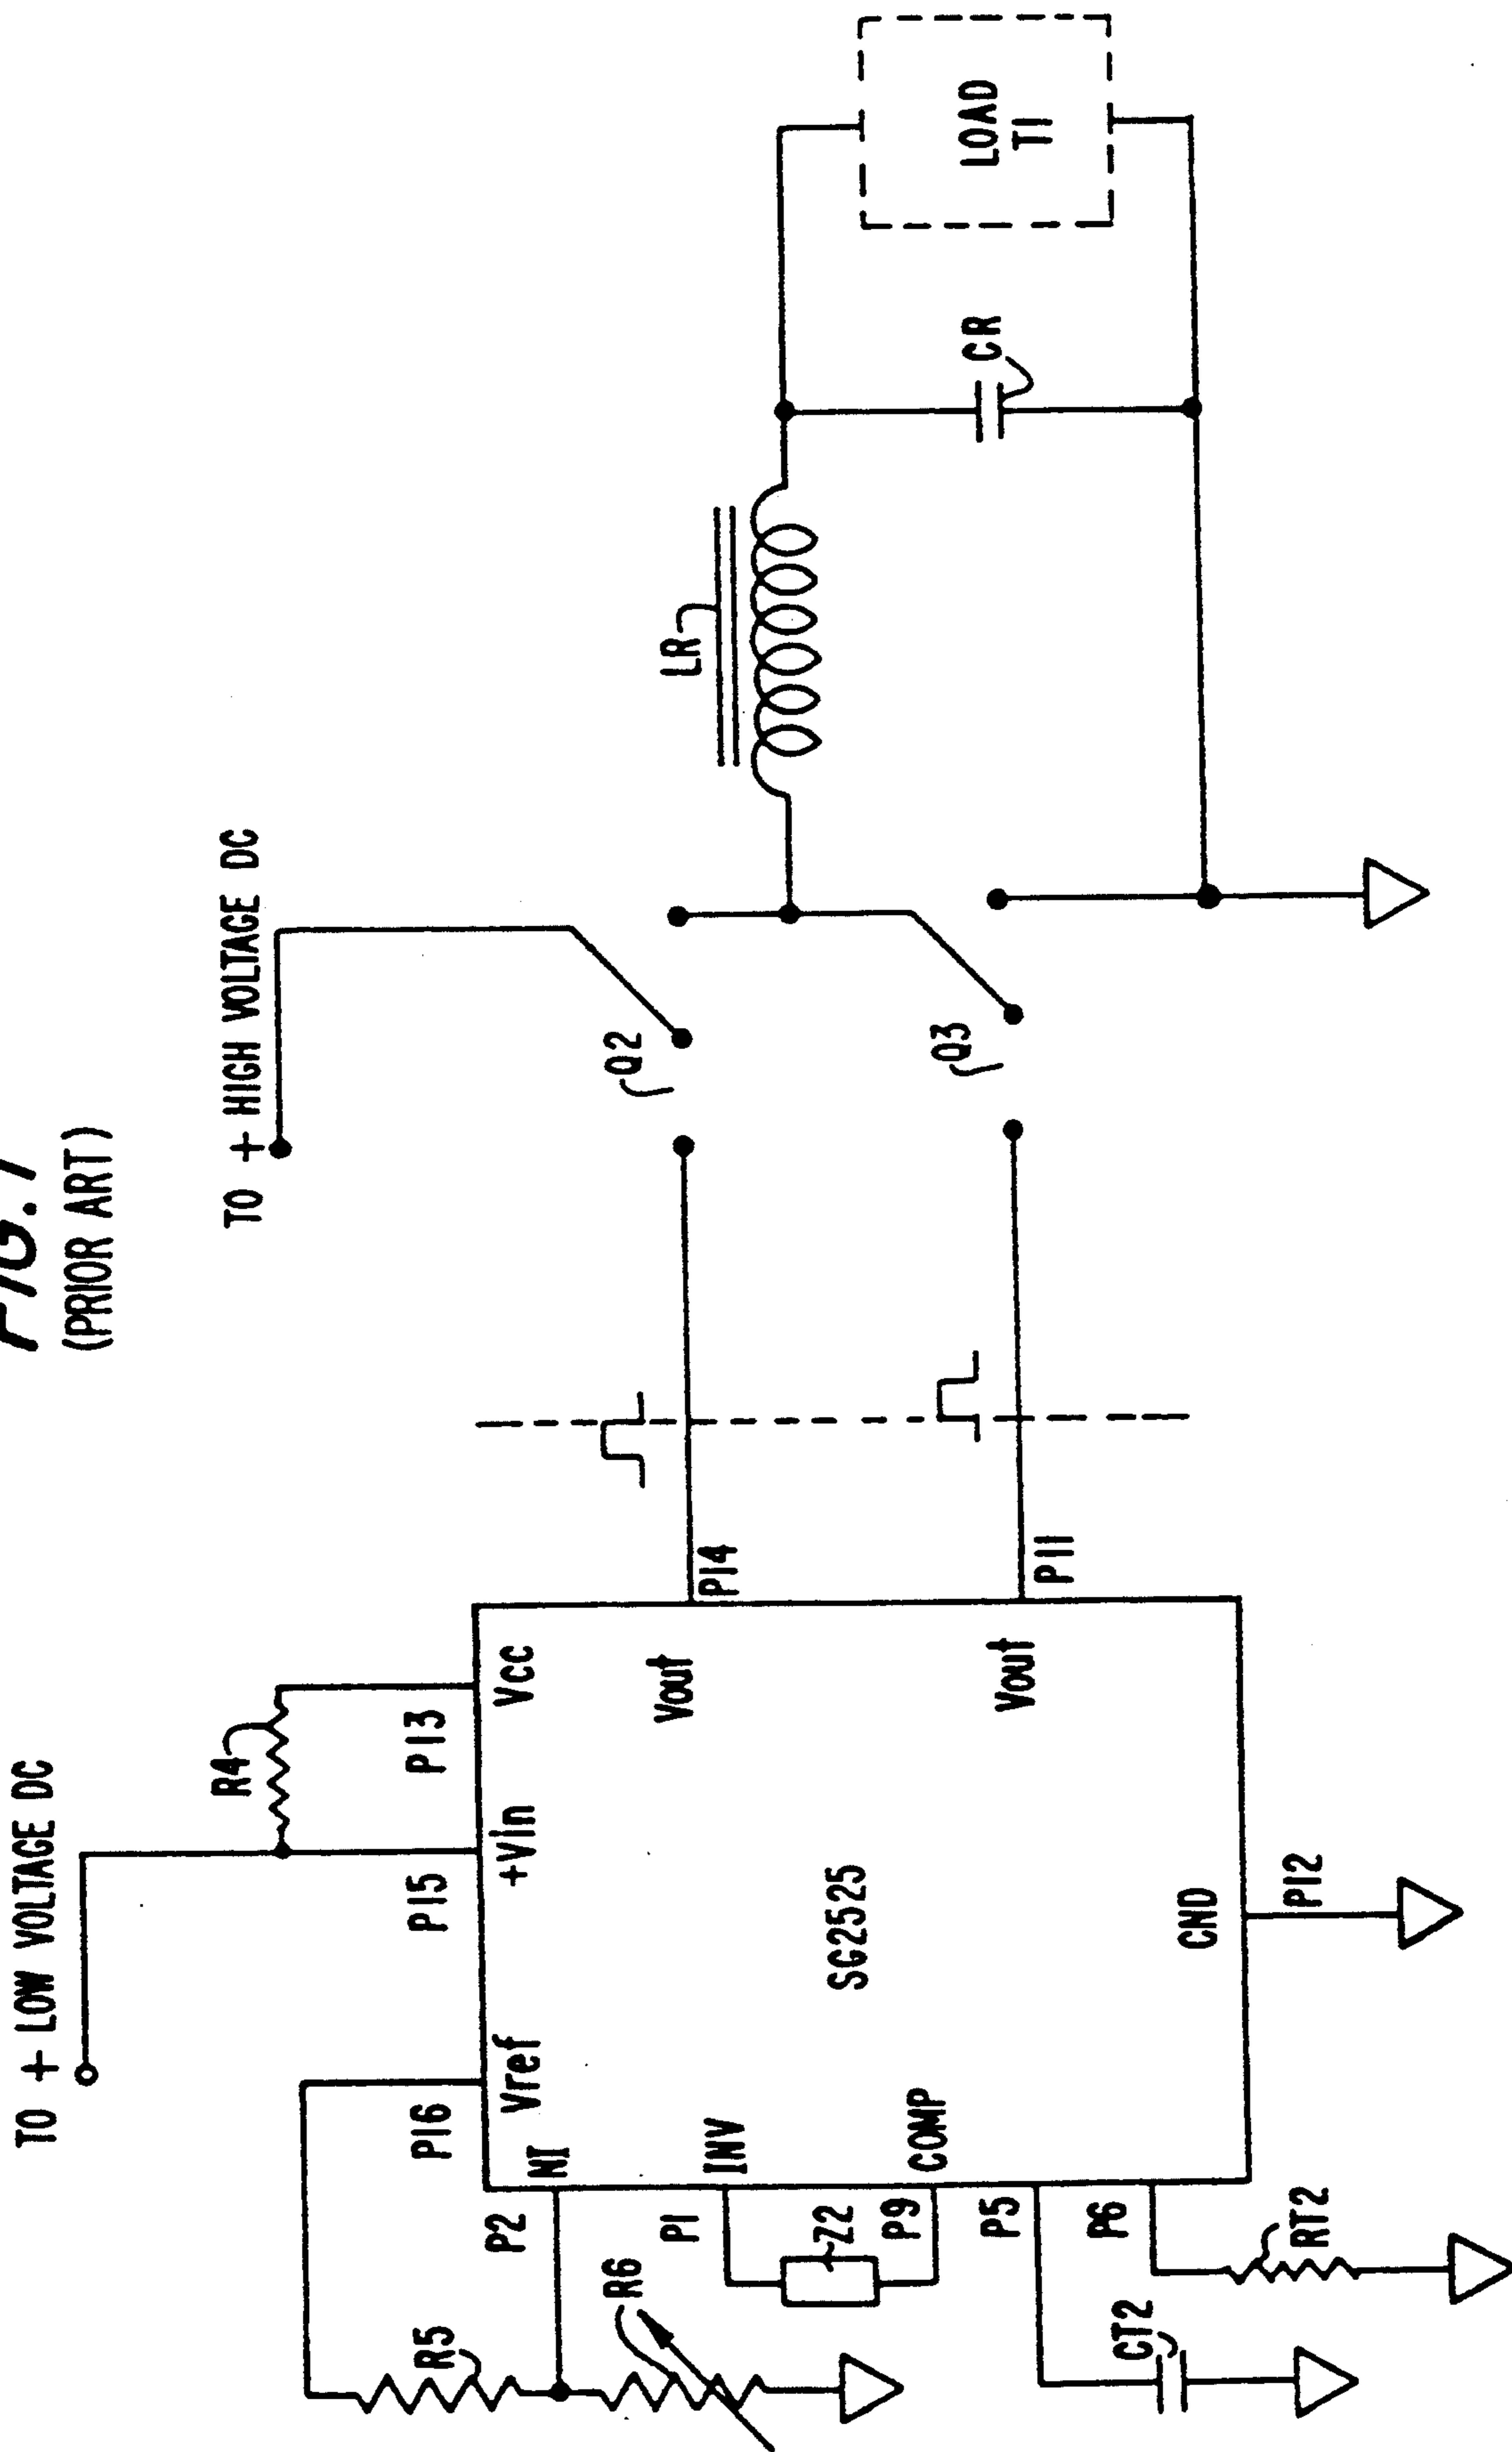 FIG. 1
(PRIOR ART)
TO + LOW VOLTAGE DC
TO + HIGH VOLTAGE DC
R4
P16
P15
P13
Vref
+Vin
Vcc
R5
P2
NI
R6
P1
INV
Z2
P9
COMP
SG2525
Vout
P14
Vout
P11
Q2
Q3
LR
CR
LOAD
T1
P5
P6
CT2
RT2
CND
P12